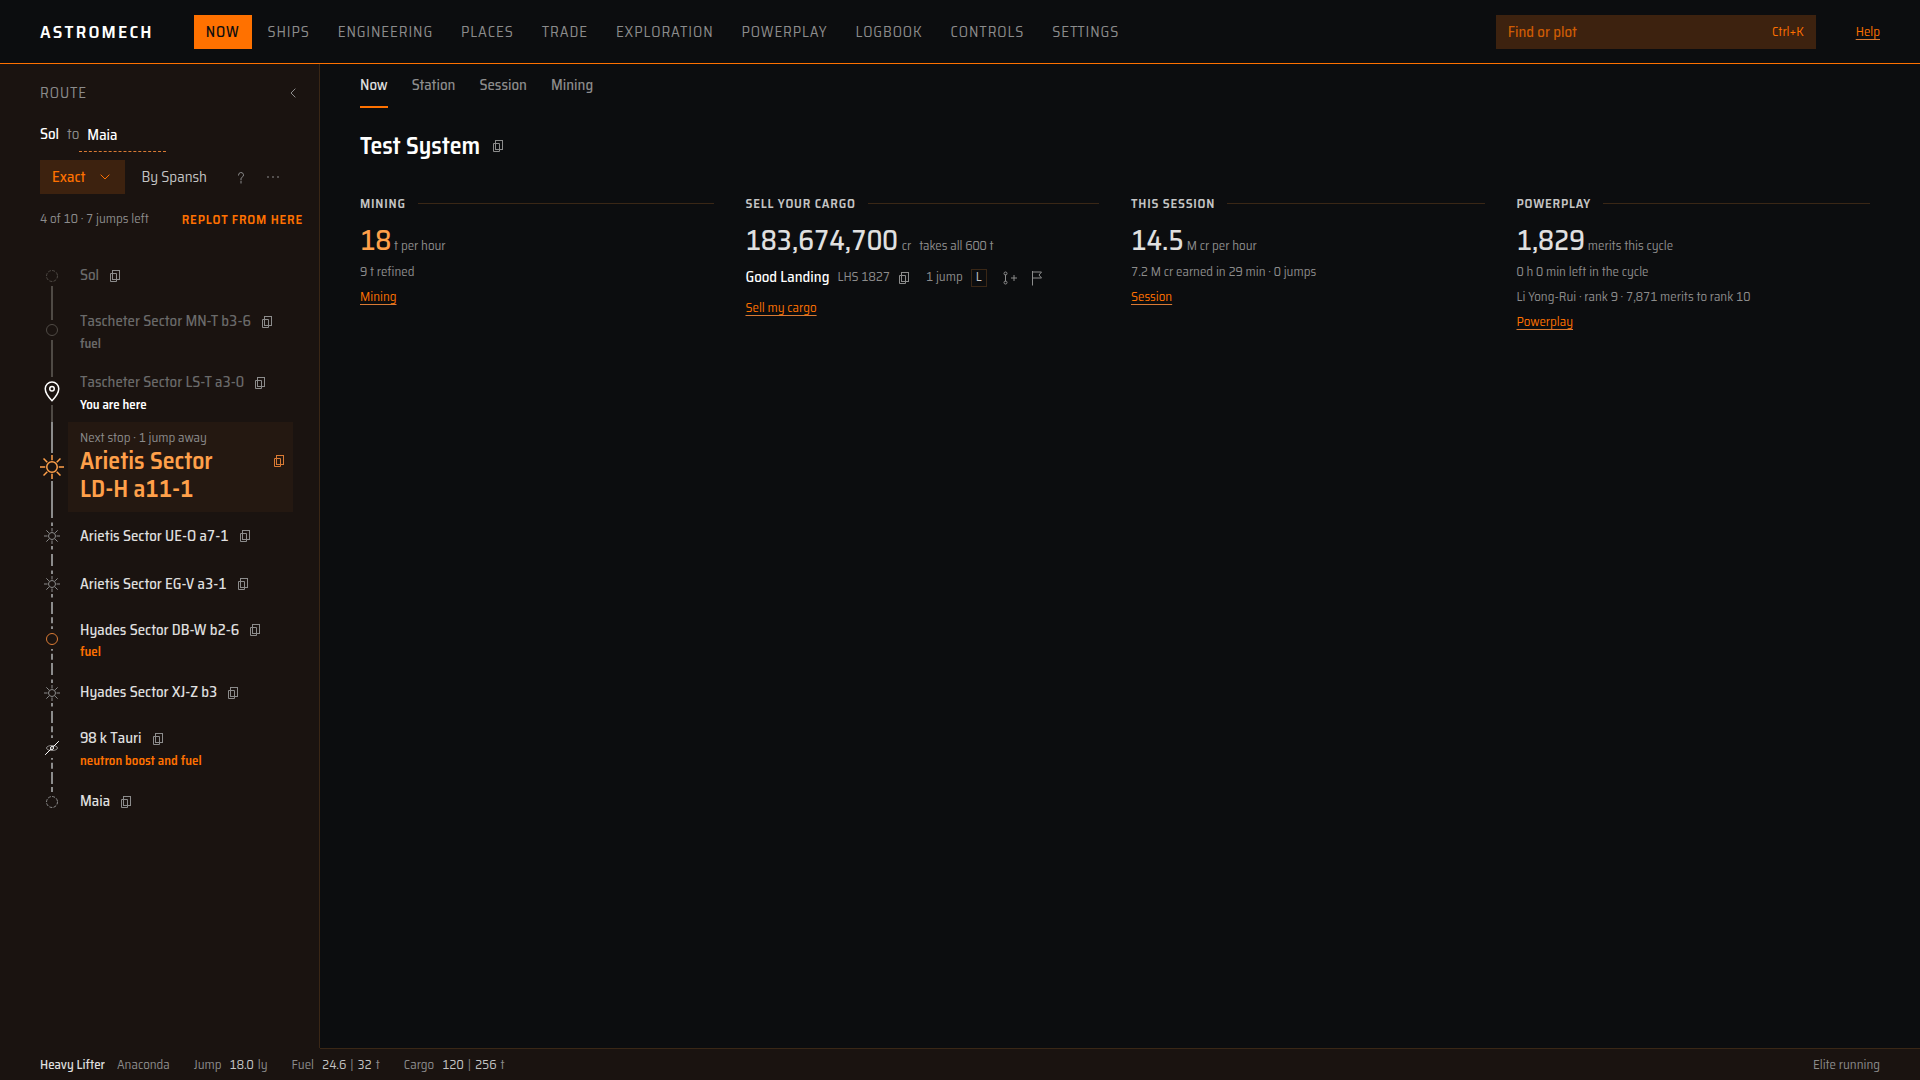 ASTROMECH
NOW SHIPS ENGINEERING PLACES TRADE EXPLORATION POWERPLAY LOGBOOK CONTROLS SETTINGS
Find or plot Ctrl+K
Help
ROUTE
Sol to Maia
Exact By Spansh ? ···
4 of 10 · 7 jumps left REPLOT FROM HERE
Sol
Tascheter Sector MN-T b3-6
fuel
Tascheter Sector LS-T a3-0
You are here
Next stop · 1 jump away
Arietis Sector
LD-H a11-1
Arietis Sector UE-O a7-1
Arietis Sector EG-V a3-1
Hyades Sector DB-W b2-6
fuel
Hyades Sector XJ-Z b3
98 k Tauri
neutron boost and fuel
Maia
Now Station Session Mining
Test System
MINING
18 t per hour
9 t refined
Mining
SELL YOUR CARGO
183,674,700 cr takes all 600 t
Good Landing LHS 1827 1 jump L
Sell my cargo
THIS SESSION
14.5 M cr per hour
7.2 M cr earned in 29 min · 0 jumps
Session
POWERPLAY
1,829 merits this cycle
0 h 0 min left in the cycle
Li Yong-Rui · rank 9 · 7,871 merits to rank 10
Powerplay
Heavy Lifter Anaconda Jump 18.0 ly Fuel 24.6 | 32 t Cargo 120 | 256 t
Elite running